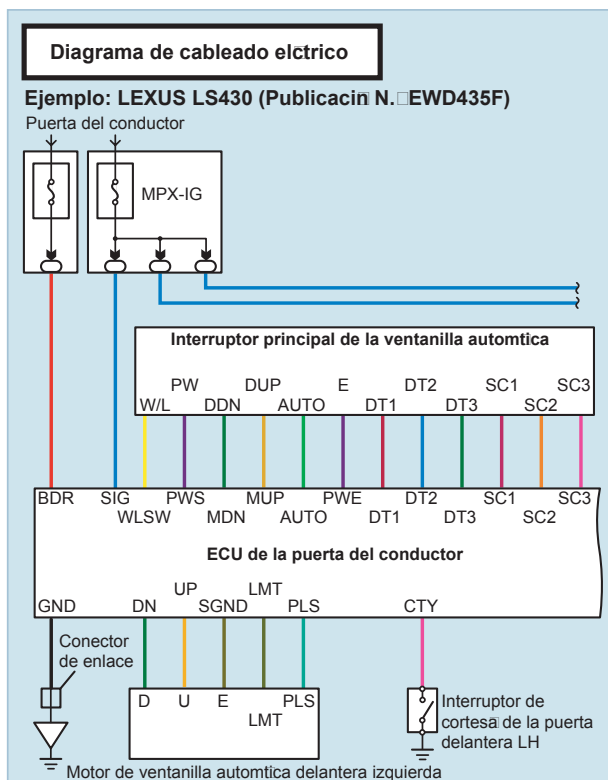 Diagrama de cableado elctrico
Ejemplo: LEXUS LS430 (Publicacin N. EWD435F)
Puerta del conductor
MPX-IG
Interruptor principal de la ventanilla automtica
PW DUP E DT2 SC1 SC3
W/L DDN AUTO DT1 DT3 SC2
BDR SIG PWS MUP PWE DT2 SC1 SC3
WLSW MDN AUTO DT1 DT3 SC2
ECU de la puerta del conductor
UP LMT
GND DN SGND PLS CTY
Conector
de enlace
D U E PLS
LMT
Interruptor de
cortesa de la puerta
delantera LH
Motor de ventanilla automtica delantera izquierda